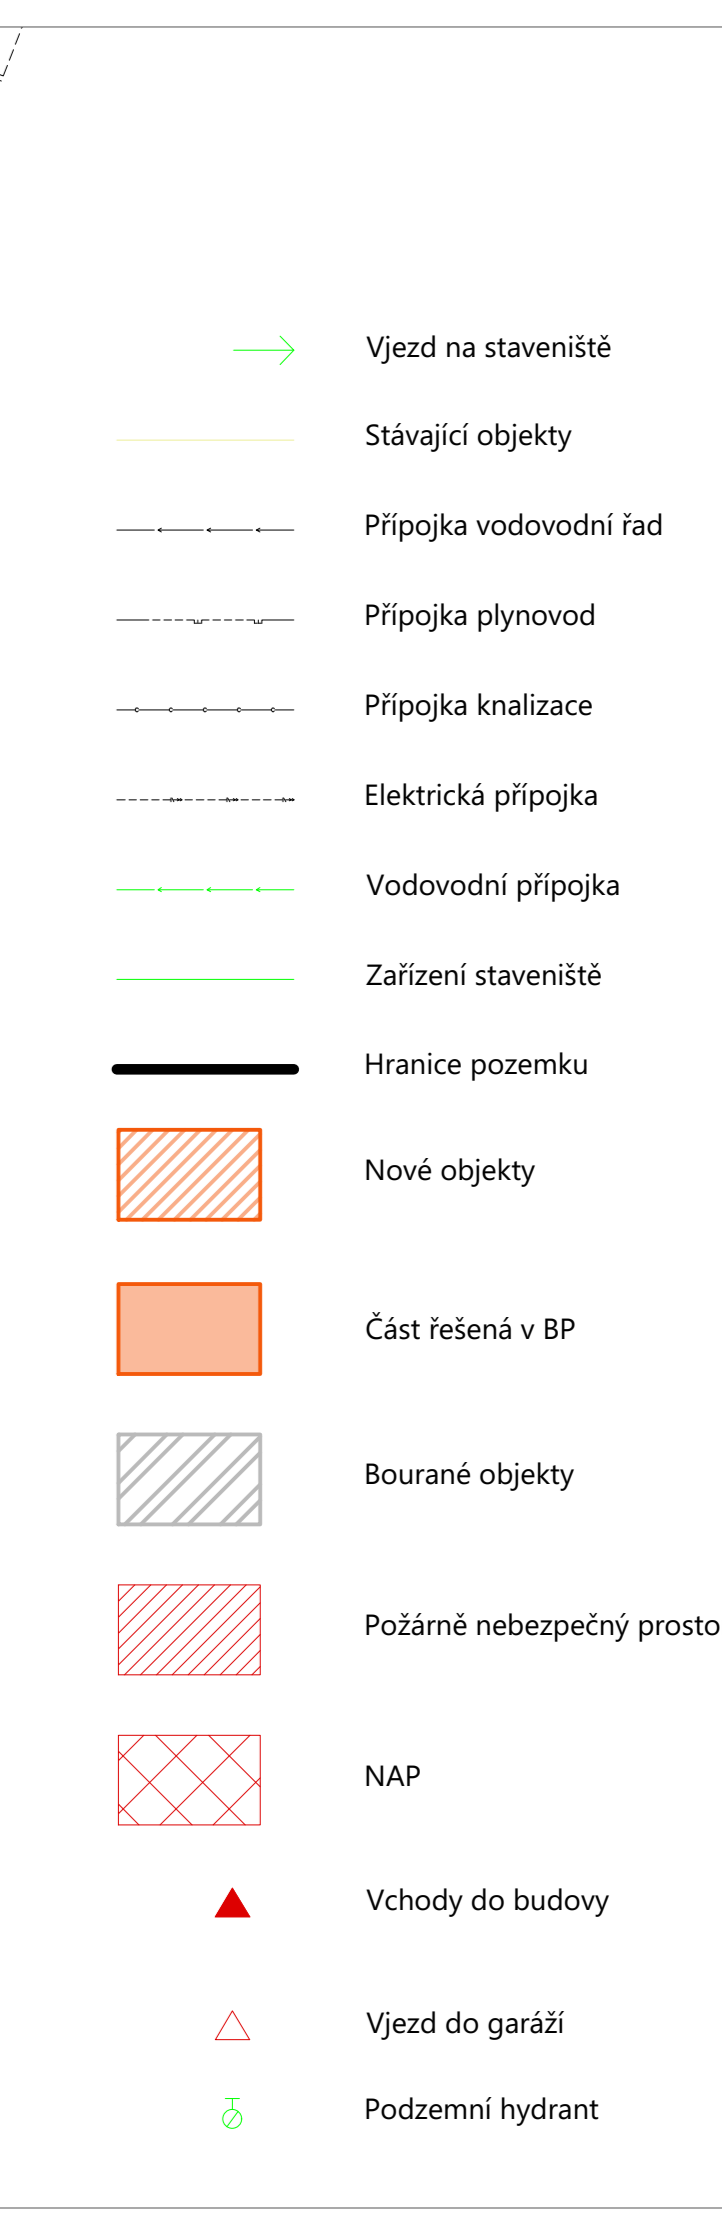 Vjezd na staveniště
Stávající objekty
Přípojka vodovodní řad
Přípojka plynovod
Přípojka knalizace
Elektrická přípojka
Vodovodní přípojka
Zařízení staveniště
Hranice pozemku
Nové objekty
Část řešená v BP
Bourané objekty
Požárně nebezpečný prosto
NAP
Vchody do budovy
Vjezd do garáží
Podzemní hydrant